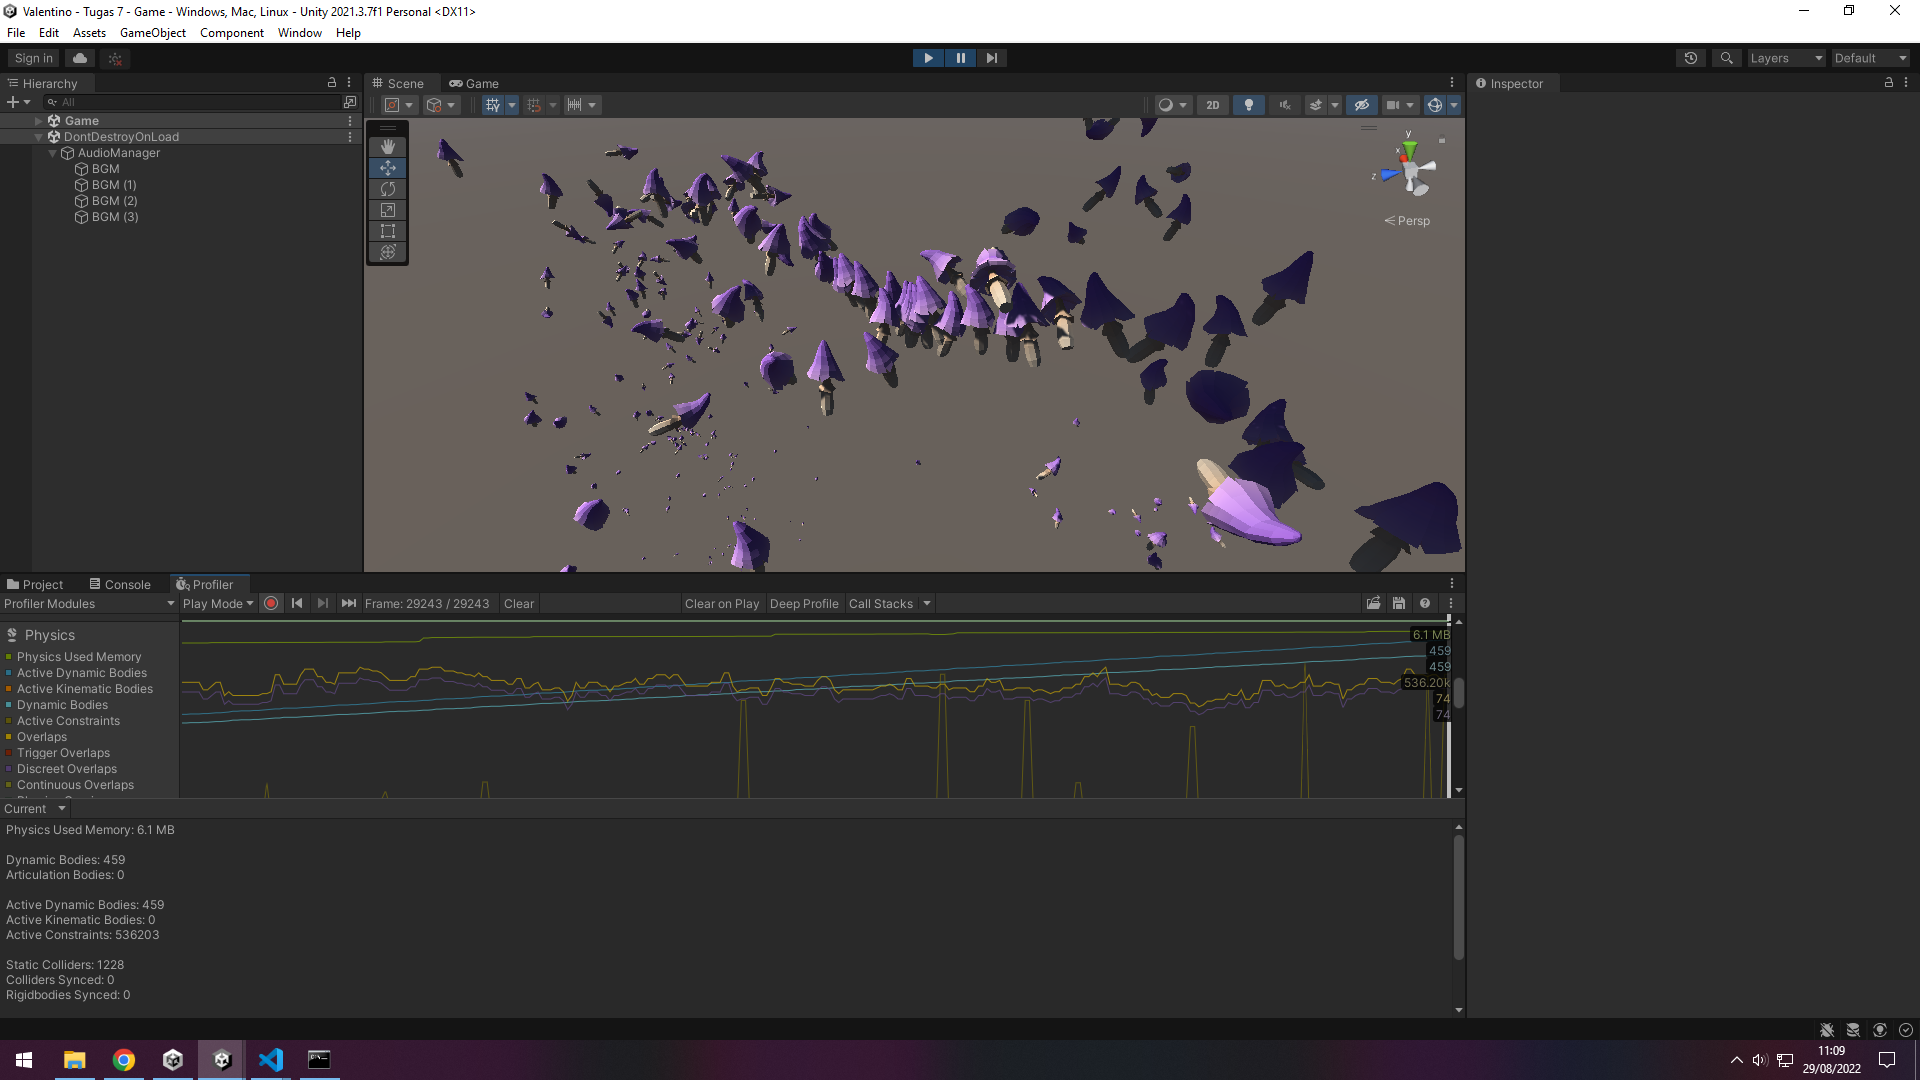 Valentino - Tugas 7 - Game - Windows, Mac, Linux - Unity 2021.3.7f1 Personal <DX11>
File Edit Assets GameObject Component Window Help
Sign in
Layers
Default
Hierarchy
All
Game
DontDestroyOnLoad
AudioManager
BGM
BGM (1)
BGM (2)
BGM (3)
Scene
Game
2D
y
x
z
Persp
Inspector
Project
Console
Profiler
Profiler Modules
Play Mode
Frame: 29243 / 29243
Clear
Clear on Play
Deep Profile
Call Stacks
Physics
Physics Used Memory
Active Dynamic Bodies
Active Kinematic Bodies
Dynamic Bodies
Active Constraints
Overlaps
Trigger Overlaps
Discreet Overlaps
Continuous Overlaps
6.1 MB
459
459
536.20k
74
74
Current
Physics Used Memory: 6.1 MB
Dynamic Bodies: 459
Articulation Bodies: 0
Active Dynamic Bodies: 459
Active Kinematic Bodies: 0
Active Constraints: 536203
Static Colliders: 1228
Colliders Synced: 0
Rigidbodies Synced: 0
11:09
29/08/2022